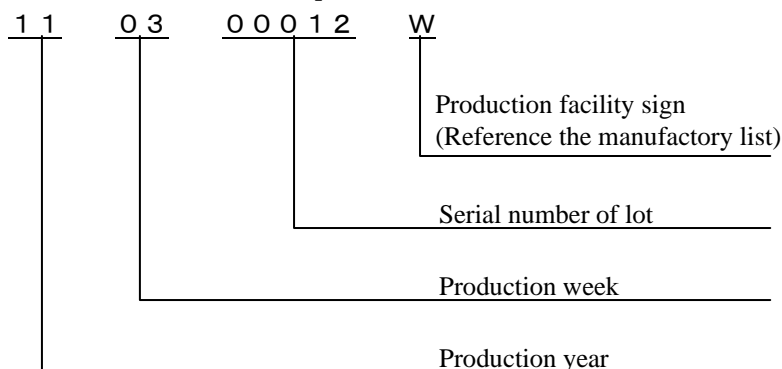 １１ ０３ ０００１２ W
Production facility sign
(Reference the manufactory list)
Serial number of lot
Production week
Production year